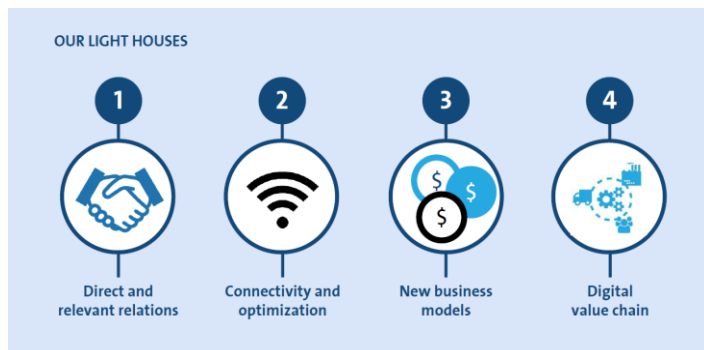 OUR LIGHT HOUSES
1
2
3
4
$
$
$
Direct and
relevant relations
Connectivity and
optimization
New business
models
Digital
value chain